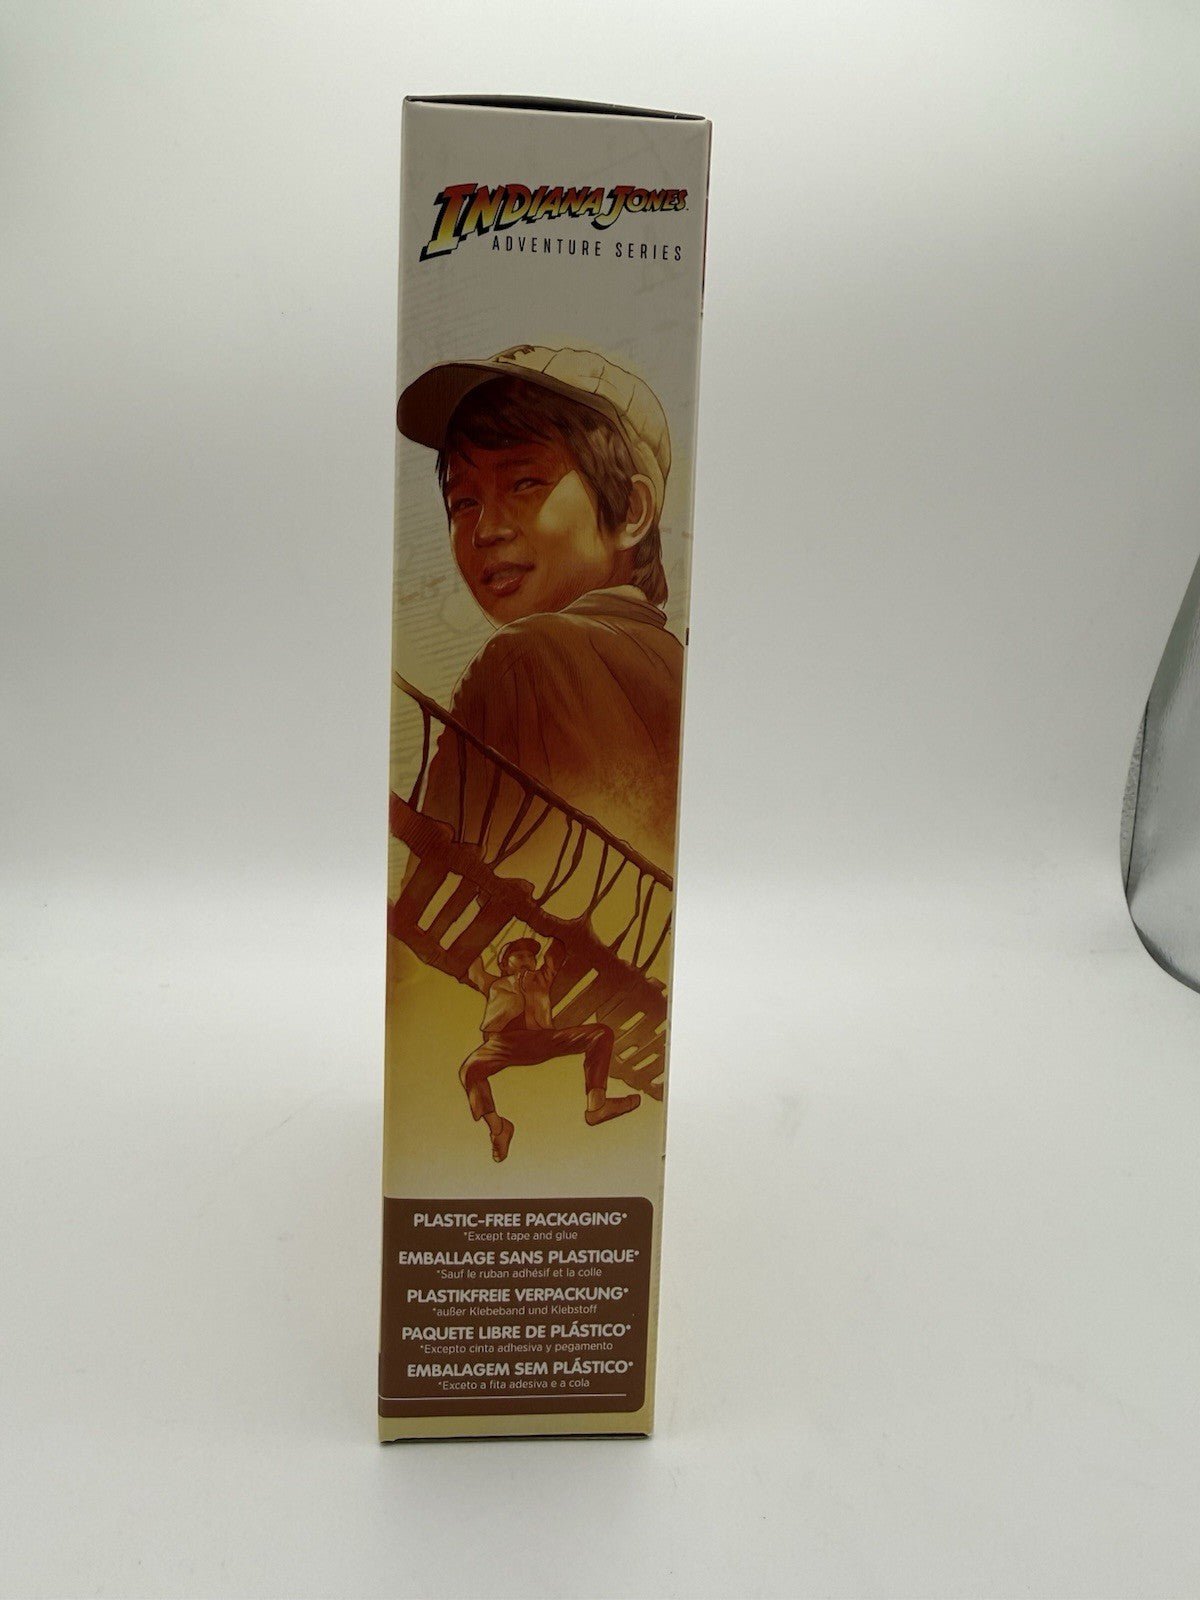 INDIANA JONES
ADVENTURE SERIES
PLASTIC-FREE PACKAGING*
*Except tape and glue
EMBALLAGE SANS PLASTIQUE*
*Sauf le ruban adhésif et la colle
PLASTIKFREIE VERPACKUNG*
*außer Klebeband und Klebstoff
PAQUETE LIBRE DE PLÁSTICO*
*Excepto cinta adhesiva y pegamento
EMBALAGEM SEM PLÁSTICO*
*Exceto a fita adesiva e a cola